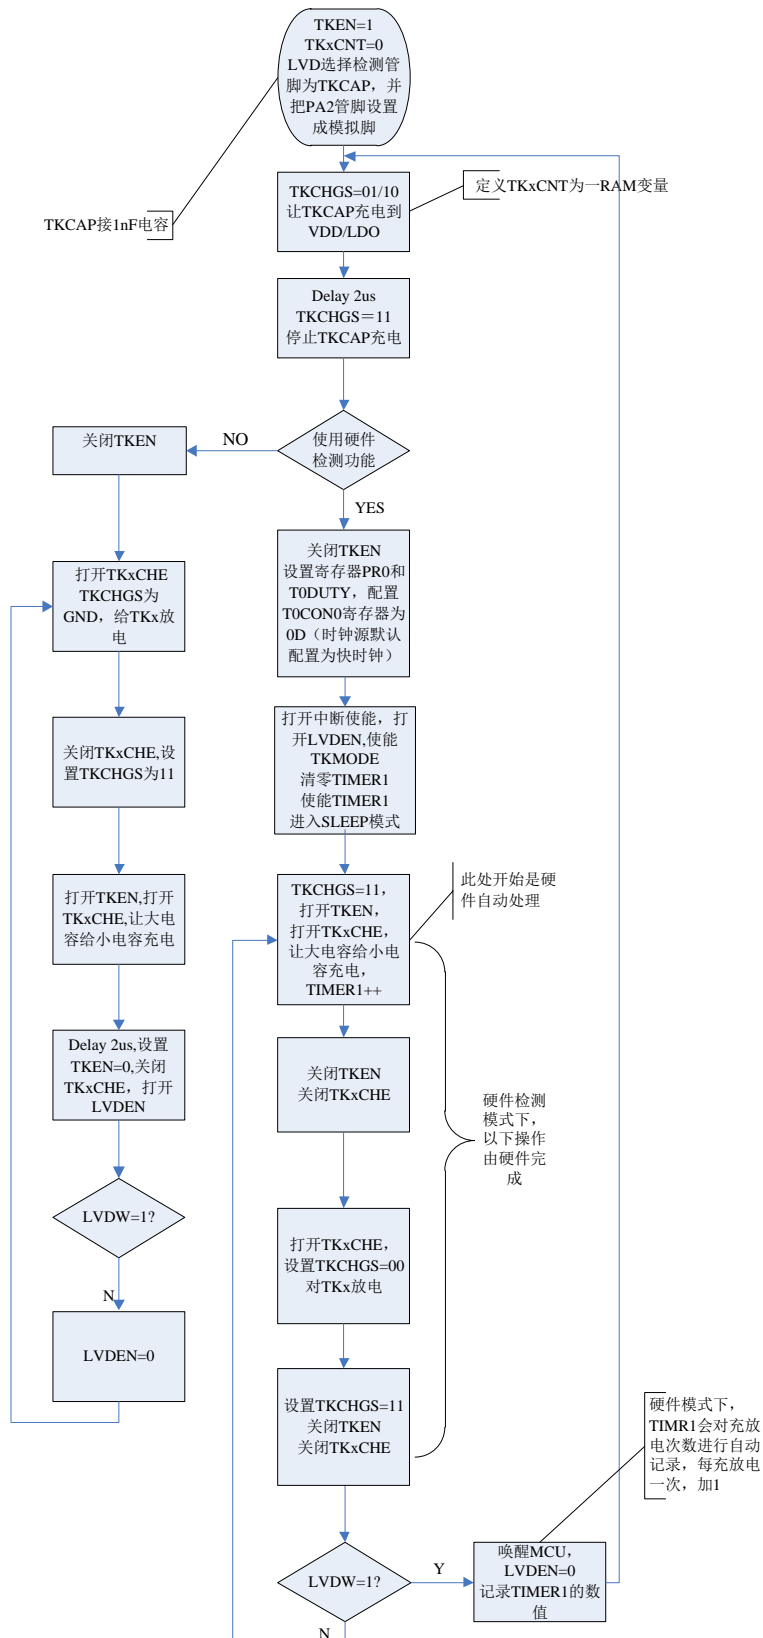 TKEN=1
TKxCNT=0
LVD选择检测管
脚为TKCAP，并
把PA2管脚设置
成模拟脚
TKCAP接1nF电容
TKCHGS=01/10
让TKCAP充电到
VDD/LDO
定义TKxCNT为一RAM变量
Delay 2us
TKCHGS＝11
停止TKCAP充电
使用硬件
检测功能
NO
YES
关闭TKEN
打开TKxCHE
TKCHGS为
GND，给TKx放
电
关闭TKxCHE,设
置TKCHGS为11
打开TKEN,打开
TKxCHE,让大电
容给小电容充电
Delay 2us,设置
TKEN=0,关闭
TKxCHE，打开
LVDEN
LVDW=1?
N
LVDEN=0
关闭TKEN
设置寄存器PR0和
T0DUTY，配置
T0CON0寄存器为
0D（时钟源默认
配置为快时钟）
打开中断使能，打
开LVDEN,使能
TKMODE
清零TIMER1
使能TIMER1
进入SLEEP模式
TKCHGS=11，
打开TKEN，
打开TKxCHE，
让大电容给小电
容充电，
TIMER1++
此处开始是硬
件自动处理
关闭TKEN
关闭TKxCHE
硬件检测
模式下，
以下操作
由硬件完
成
打开TKxCHE，
设置TKCHGS=00
对TKx放电
设置TKCHGS=11
关闭TKEN
关闭TKxCHE
硬件模式下，
TIMR1会对充放
电次数进行自动
记录，每充放电
一次，加1
LVDW=1?
Y
唤醒MCU，
LVDEN=0
记录TIMER1的数
值
N